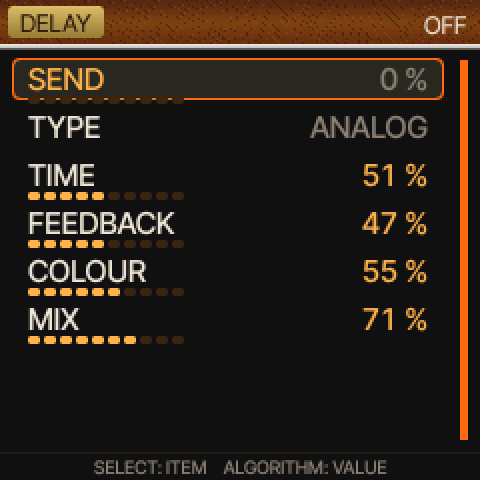 DELAY OFF
SEND 0 %
TYPE ANALOG
TIME 51 %
FEEDBACK 47 %
COLOUR 55 %
MIX 71 %
SELECT: ITEM ALGORITHM: VALUE